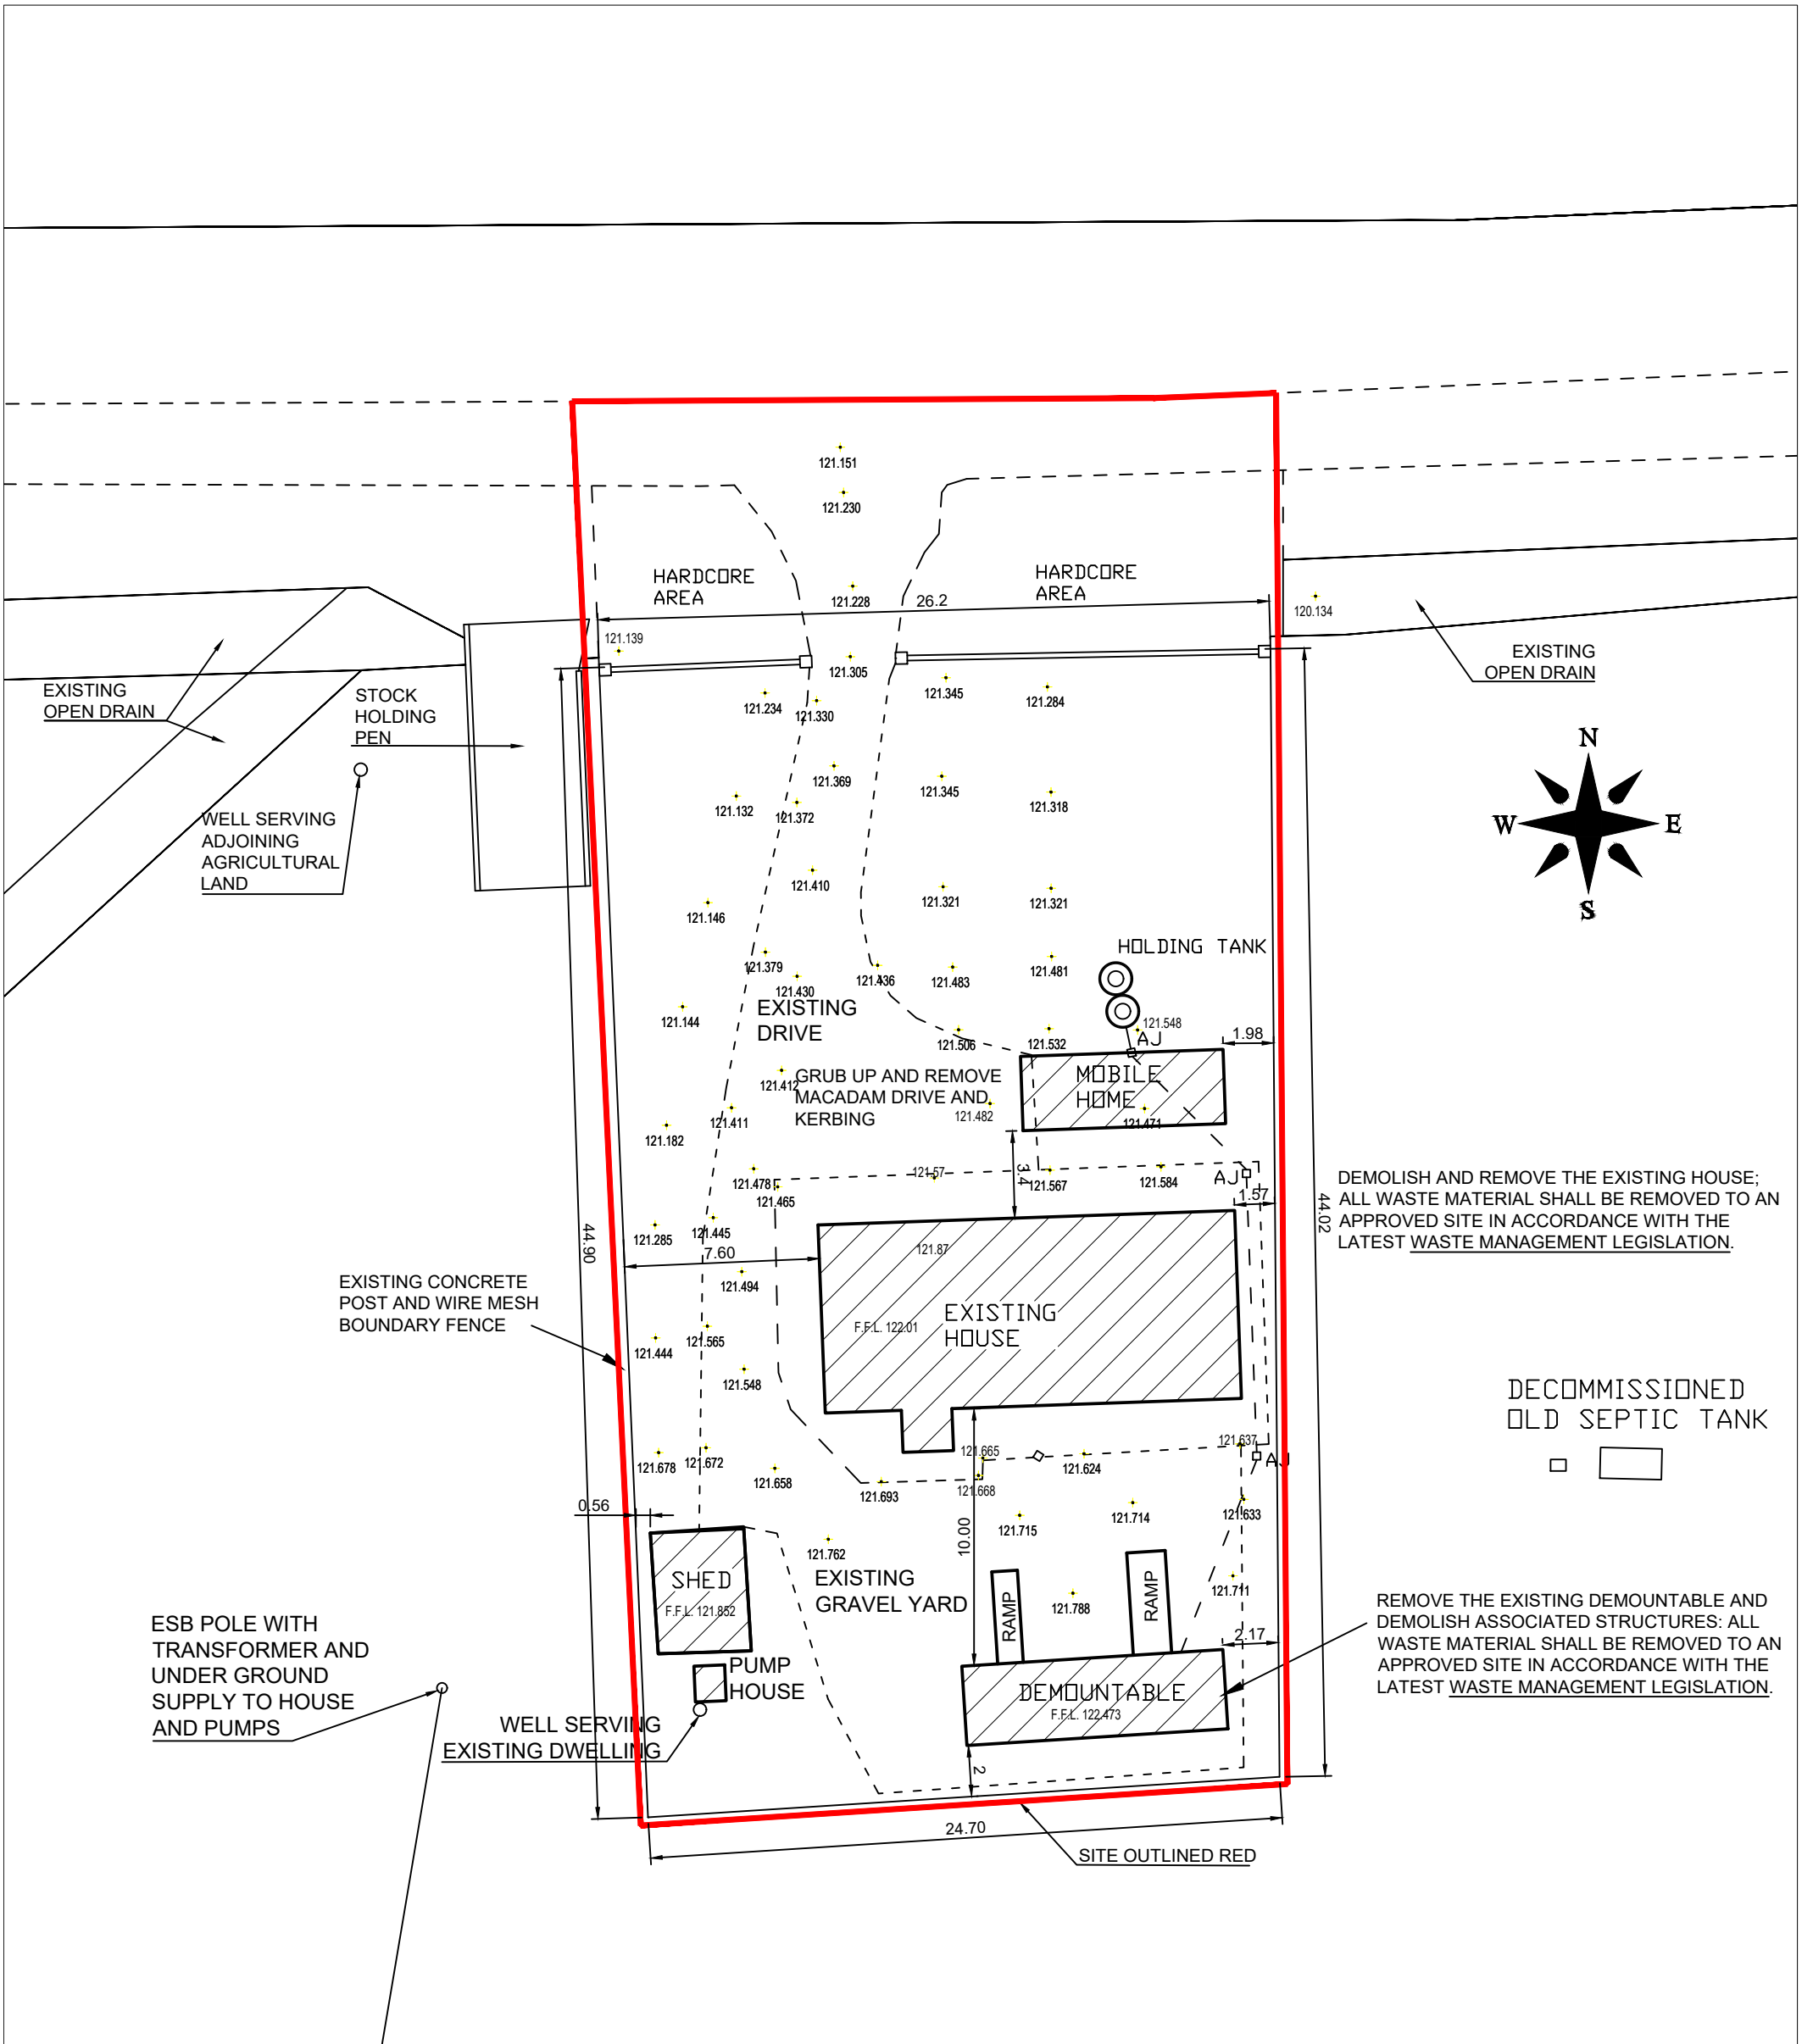 121.151
121.230
HARDCORE
AREA
HARDCORE
AREA
121.228
26.2
120.134
121.139
121.305
EXISTING
OPEN DRAIN
EXISTING
OPEN DRAIN
STOCK
HOLDING
PEN
121.234
121.330
121.345
121.284
N
W
E
S
121.369
121.345
121.318
121.132
121.372
WELL SERVING
ADJOINING
AGRICULTURAL
LAND
121.410
121.321
121.321
121.146
HOLDING TANK
121.379
121.430
121.436
121.483
121.481
121.144
EXISTING
DRIVE
121.506
121.532
121.548
AJ
1.98
121.412
GRUB UP AND REMOVE
MACADAM DRIVE AND
KERBING
121.482
MOBILE
HOME
121.471
121.411
121.182
121.478
121.465
121.57
3.4
121.567
121.584
AJ
1.57
DEMOLISH AND REMOVE THE EXISTING HOUSE;
ALL WASTE MATERIAL SHALL BE REMOVED TO AN
APPROVED SITE IN ACCORDANCE WITH THE
LATEST WASTE MANAGEMENT LEGISLATION.
44.02
44.90
121.285
121.445
7.60
121.87
121.494
EXISTING CONCRETE
POST AND WIRE MESH
BOUNDARY FENCE
F.F.L. 122.01
EXISTING
HOUSE
121.444
121.565
121.548
DECOMMISSIONED
OLD SEPTIC TANK
121.678
121.672
121.658
121.693
121.665
121.668
121.624
121.637
AJ
0.56
10.00
121.715
121.714
121.633
121.762
SHED
F.F.L. 121.852
EXISTING
GRAVEL YARD
RAMP
121.788
RAMP
121.711
REMOVE THE EXISTING DEMOUNTABLE AND
DEMOLISH ASSOCIATED STRUCTURES: ALL
WASTE MATERIAL SHALL BE REMOVED TO AN
APPROVED SITE IN ACCORDANCE WITH THE
LATEST WASTE MANAGEMENT LEGISLATION.
2.17
ESB POLE WITH
TRANSFORMER AND
UNDER GROUND
SUPPLY TO HOUSE
AND PUMPS
PUMP
HOUSE
DEMOUNTABLE
F.F.L. 122.473
WELL SERVING
EXISTING DWELLING
2
24.70
SITE OUTLINED RED